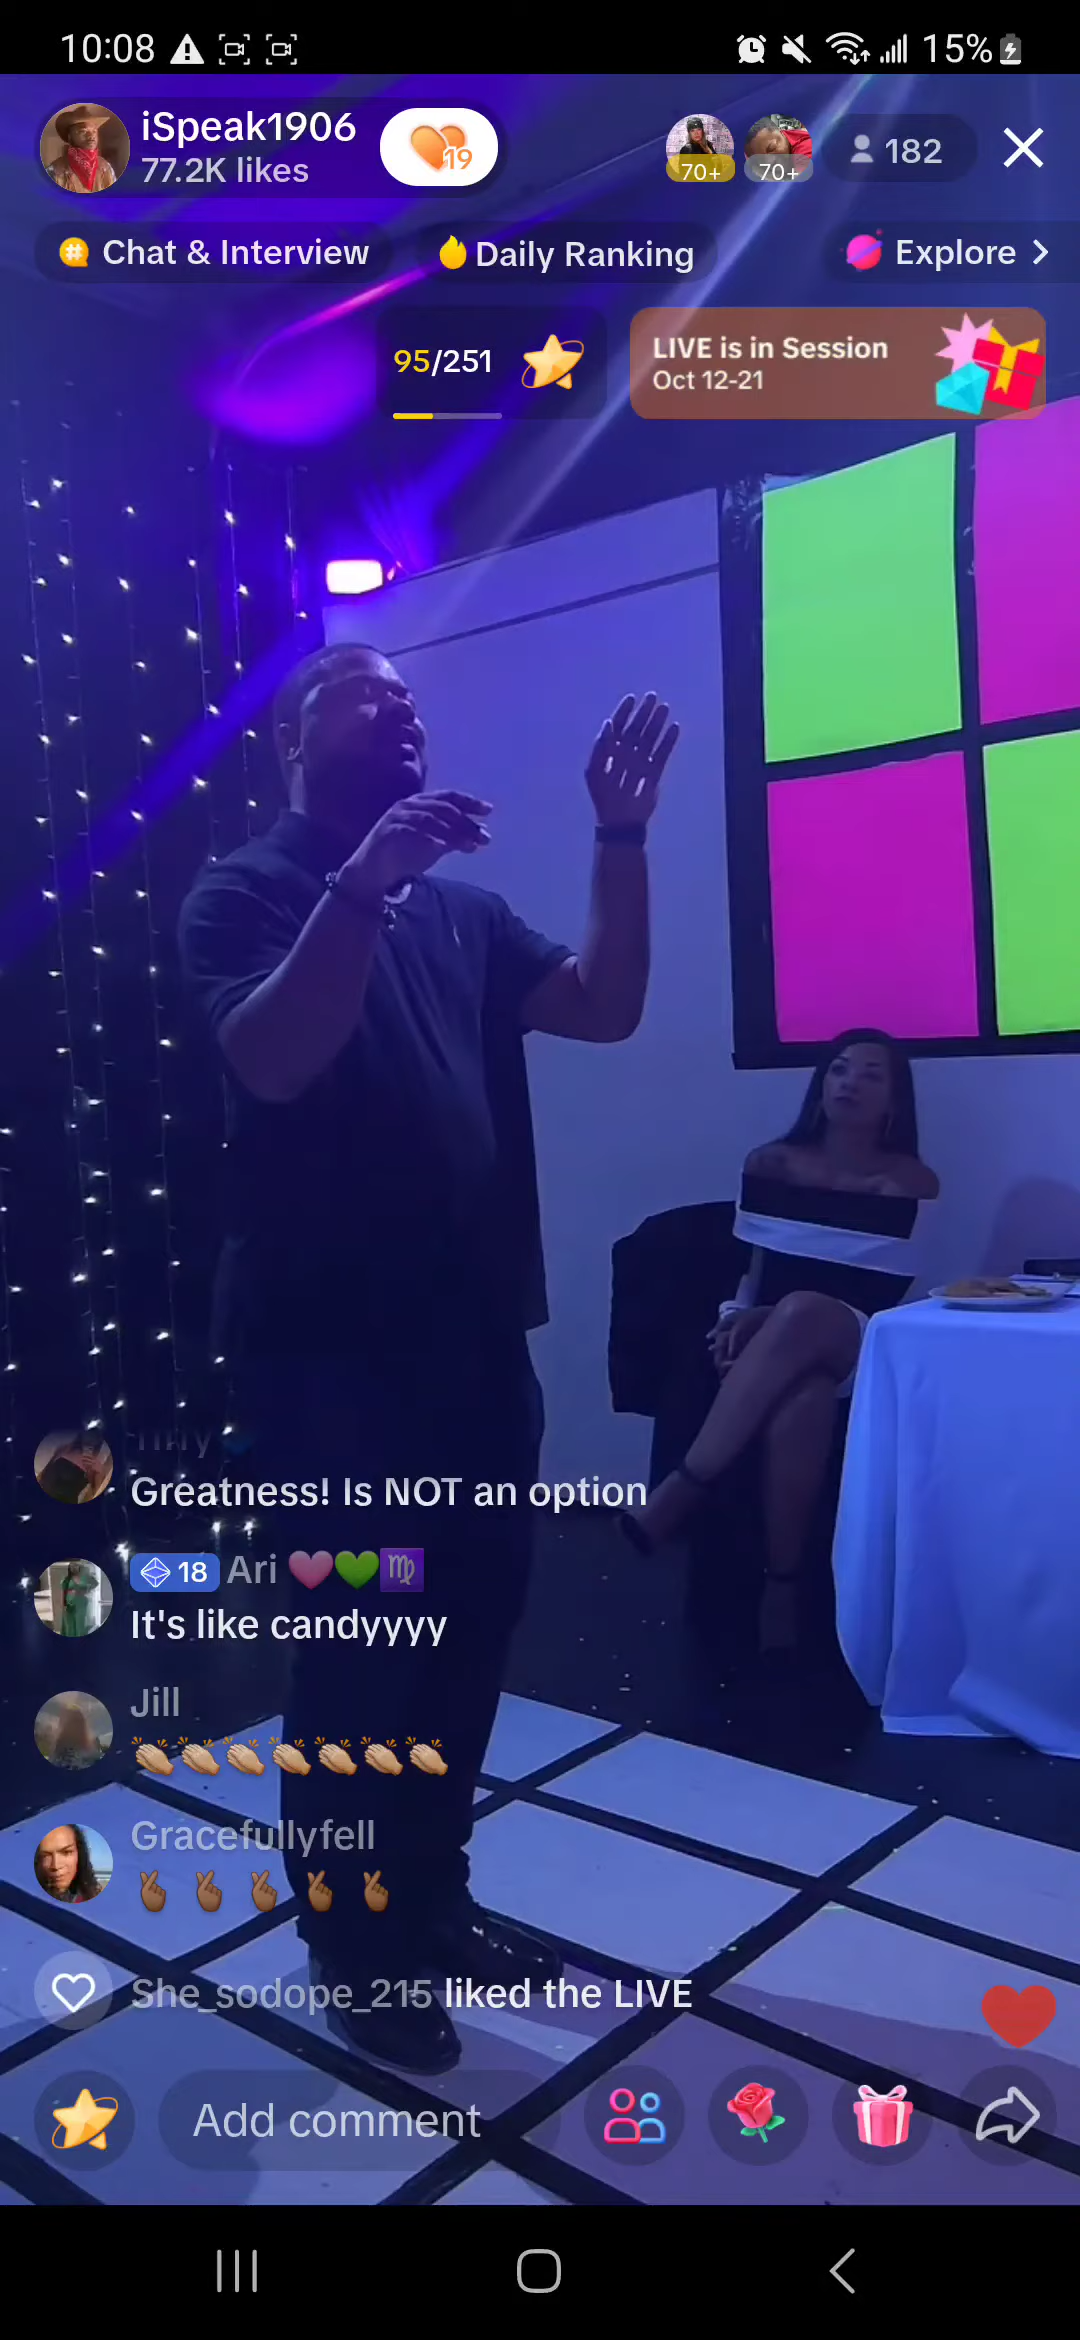 10:08
15%
iSpeak1906
77.2K likes
19
70+
70+
182
Chat & Interview
Daily Ranking
Explore
95/251
LIVE is in Session
Oct 12-21
Greatness! Is NOT an option
18 Ari 🩷💚♍
It's like candyyyy
Jill
👏🏼👏🏼👏🏼👏🏼👏🏼👏🏼👏🏼
Gracefullyfell
🫰🏾🫰🏾🫰🏾🫰🏾🫰🏾
She_sodope_215 liked the LIVE
Add comment